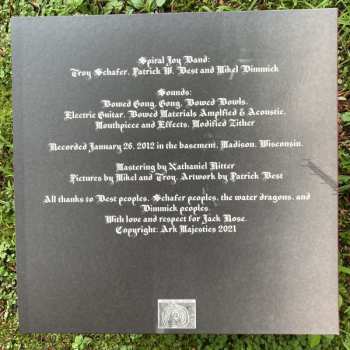 Spiral Joy Band:
Troy Schafer, Patrick W. Best and Mikel Dimmick
Sounds:
Bowed Gong, Gong, Bowed Bowls,
Electric Guitar, Bowed Materials Amplfied & Acoustic,
Mouthpiece and Effects, Modified Zither
Recorded January 26, 2012 in the basement, Madison, Wisconsin.
Mastering by Nathaniel Ritter
Pictures by Mikel and Troy, Artwork by Patrick Best
All thanks to Best peoples, Schafer peoples, the water dragons, and
Dimmick peoples.
With love and respect for Jack Rose.
Copyright: Ark Majesties 2021